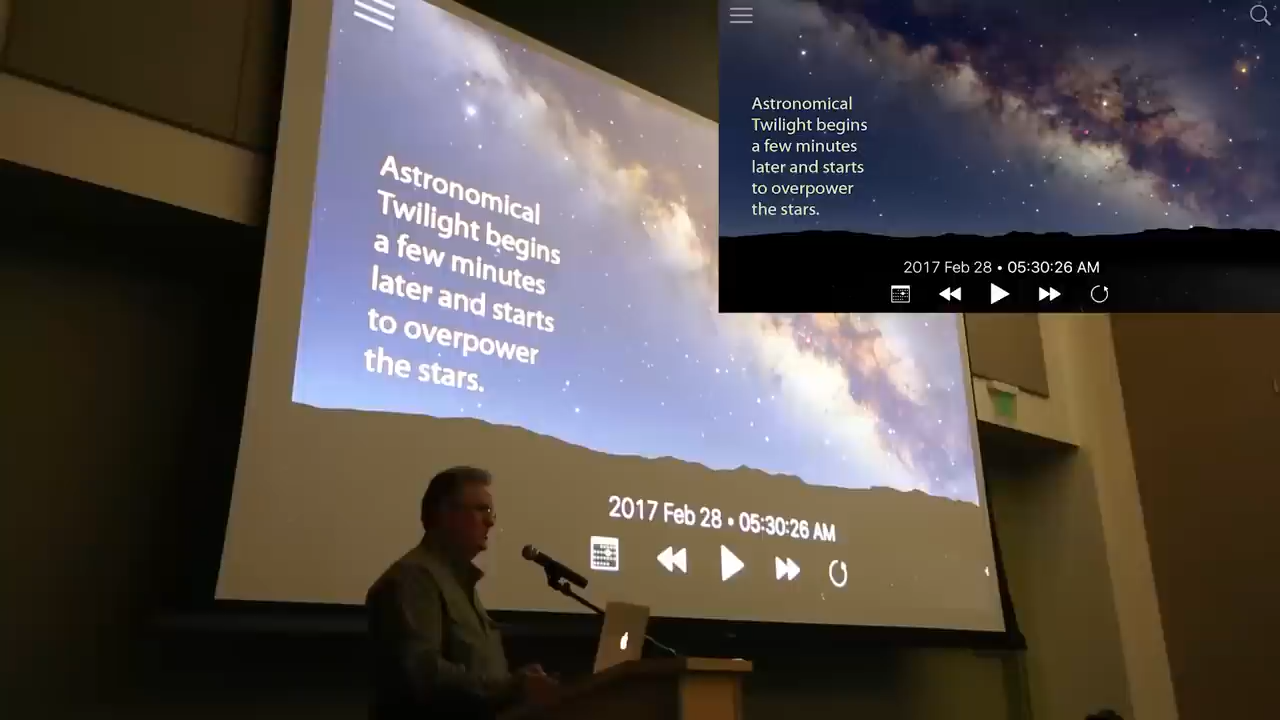 Astronomical
Twilight begins
a few minutes
later and starts
to overpower
the stars.
2017 Feb 28 • 05:30:26 AM
Astronomical
Twilight begins
a few minutes
later and starts
to overpower
the stars.
2017 Feb 28 • 05:30:26 AM